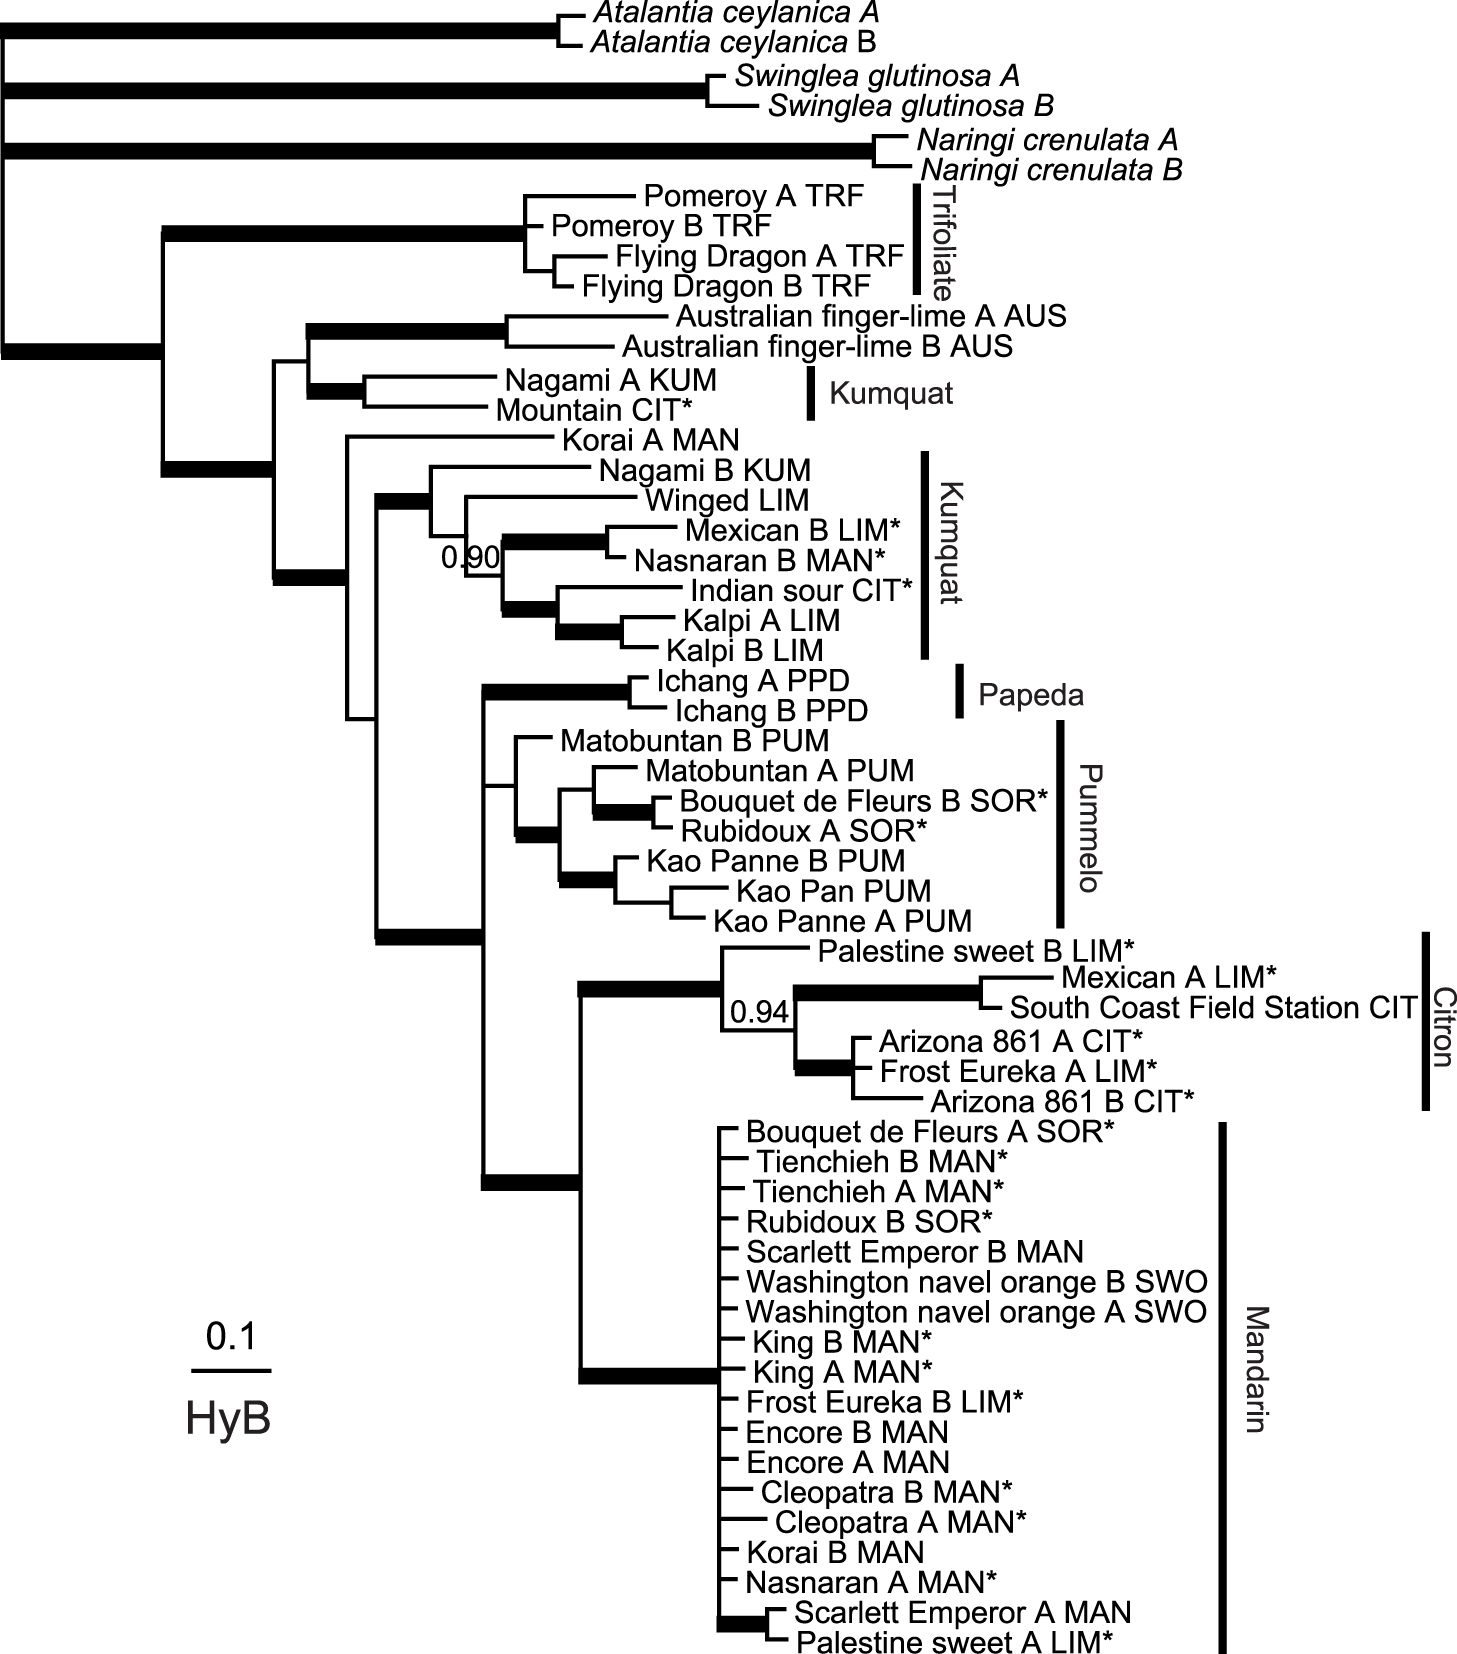 Atalantia ceylanica A
Atalantia ceylanica B
Swinglea glutinosa A
Swinglea glutinosa B
Naringi crenulata A
Naringi crenulata B
Pomeroy A TRF
Pomeroy B TRF
Flying Dragon A TRF
Flying Dragon B TRF
Trifoliate
Australian finger-lime A AUS
Australian finger-lime B AUS
Nagami A KUM
Mountain CIT*
Kumquat
Korai A MAN
Nagami B KUM
Winged LIM
Mexican B LIM*
0.90
Nasnaran B MAN*
Indian sour CIT*
Kalpi A LIM
Kalpi B LIM
Kumquat
Ichang A PPD
Ichang B PPD
Papeda
Matobuntan B PUM
Matobuntan A PUM
Bouquet de Fleurs B SOR*
Rubidoux A SOR*
Kao Panne B PUM
Kao Pan PUM
Kao Panne A PUM
Pummelo
Palestine sweet B LIM*
Mexican A LIM*
South Coast Field Station CIT
0.94
Arizona 861 A CIT*
Frost Eureka A LIM*
Arizona 861 B CIT*
Citron
Bouquet de Fleurs A SOR*
Tienchieh B MAN*
Tienchieh A MAN*
Rubidoux B SOR*
Scarlett Emperor B MAN
Washington navel orange B SWO
Washington navel orange A SWO
King B MAN*
King A MAN*
Frost Eureka B LIM*
Encore B MAN
Encore A MAN
Cleopatra B MAN*
Cleopatra A MAN*
Korai B MAN
Nasnaran A MAN*
Scarlett Emperor A MAN
Palestine sweet A LIM*
Mandarin
0.1
HyB